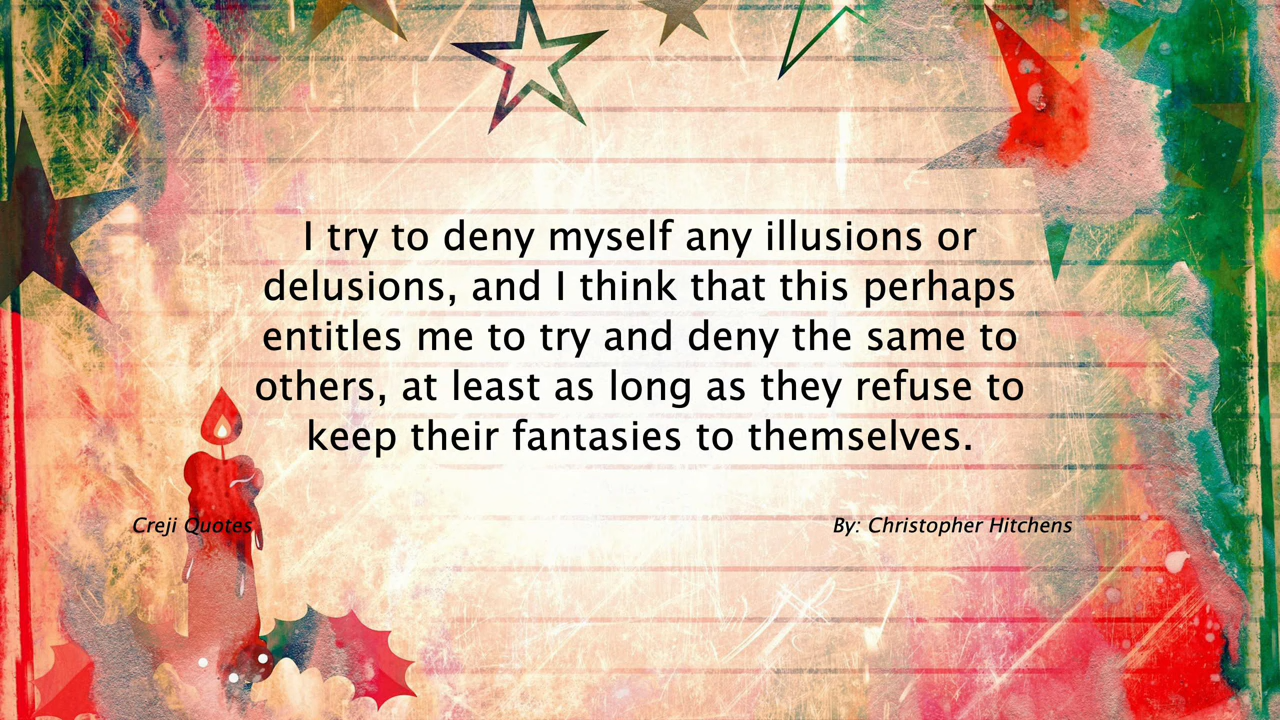 I try to deny myself any illusions or
delusions, and I think that this perhaps
entitles me to try and deny the same to
others, at least as long as they refuse to
keep their fantasies to themselves.
Creji Quotes
By: Christopher Hitchens